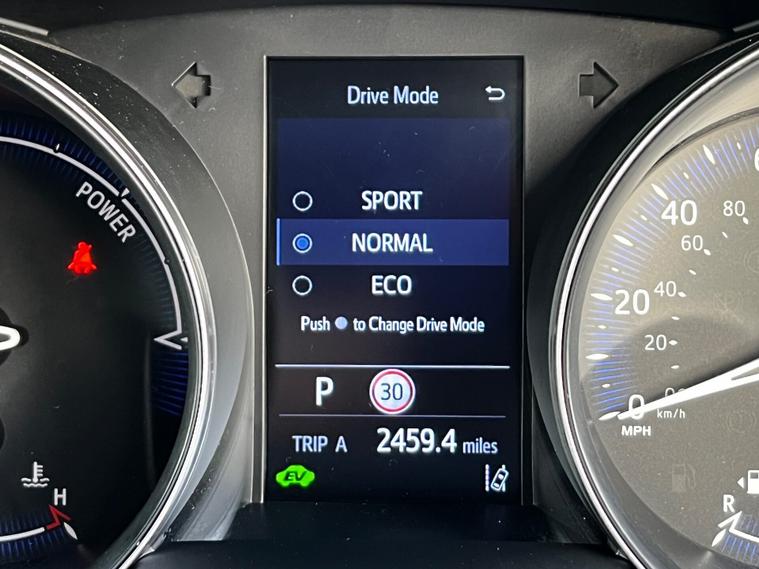 Drive Mode
POWER
SPORT
NORMAL
ECO
Push to Change Drive Mode
P 30
TRIP A 2459.4 miles
EV
H
40
80
60
20
40
20
0
km/h
MPH
R